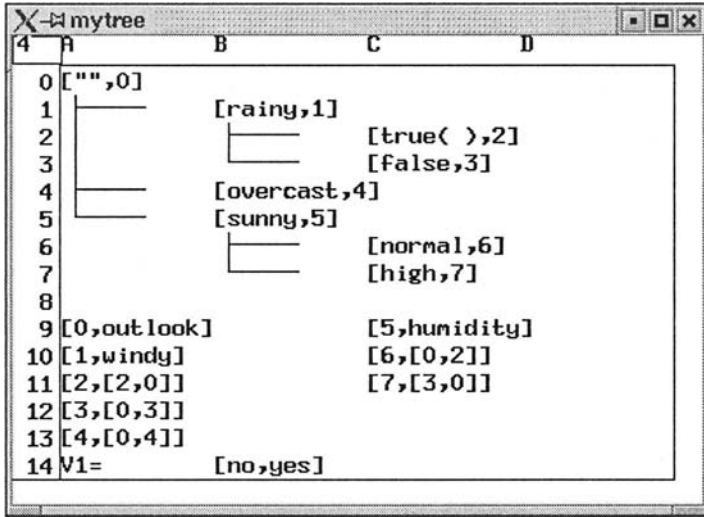 X mytree
4 A B C D
0 ["",0]
1 [rainy,1]
2 [true( ),2]
3 [false,3]
4 [overcast,4]
5 [sunny,5]
6 [normal,6]
7 [high,7]
8
9 [0,outlook] [5,humidity]
10 [1,windy] [6,[0,2]]
11 [2,[2,0]] [7,[3,0]]
12 [3,[0,3]]
13 [4,[0,4]]
14 V1= [no,yes]